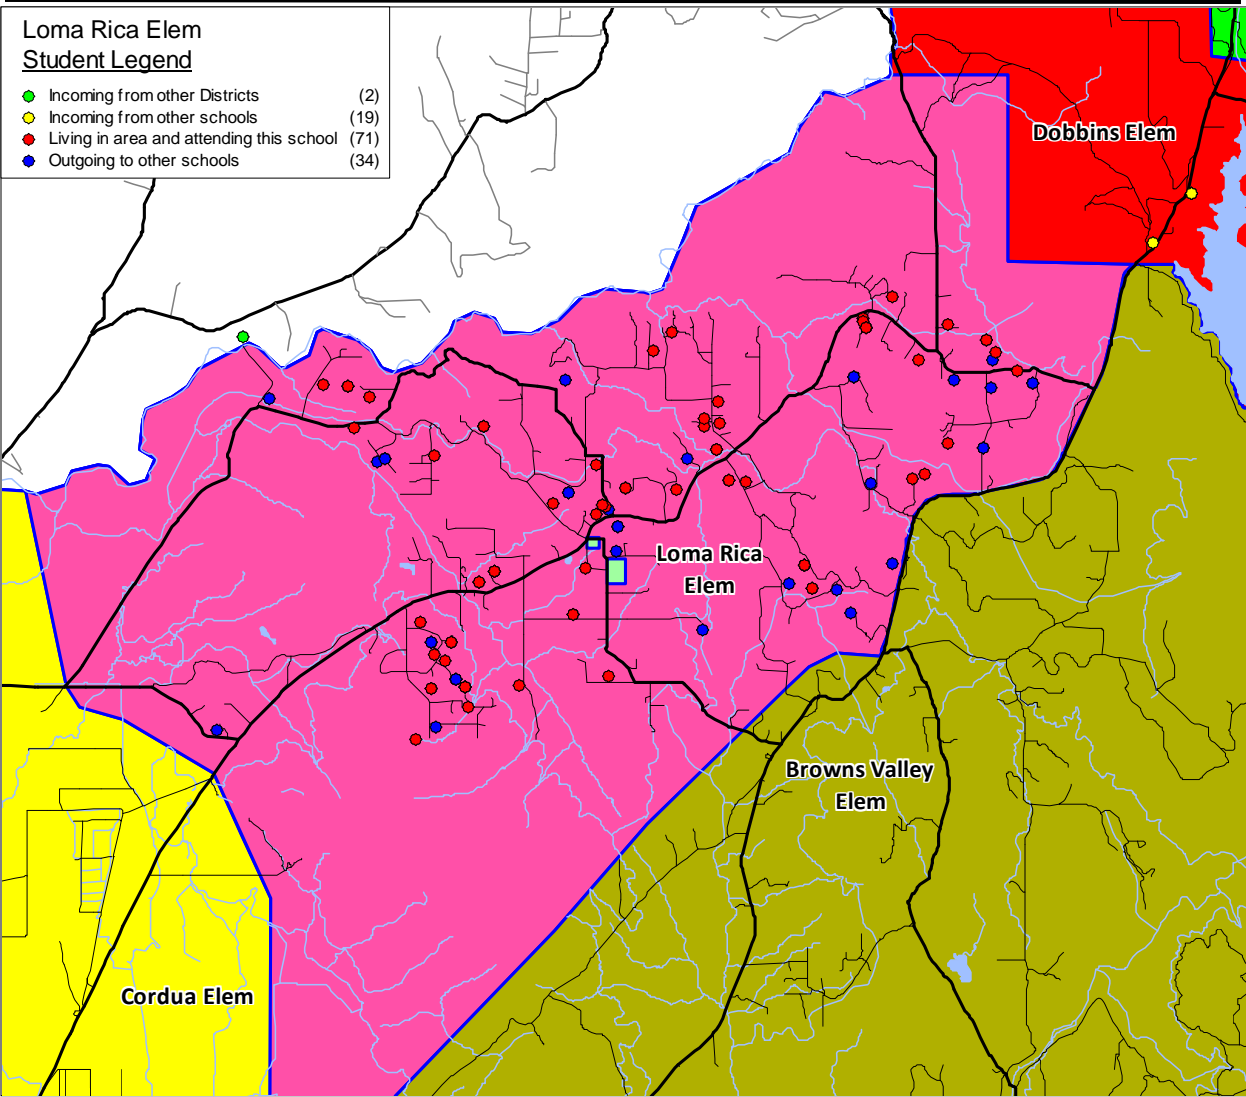 Loma Rica Elem
Student Legend
Incoming from other Districts (2)
Incoming from other schools (19)
Living in area and attending this school (71)
Outgoing to other schools (34)
Dobbins Elem
Loma Rica
Elem
Browns Valley
Elem
Cordua Elem